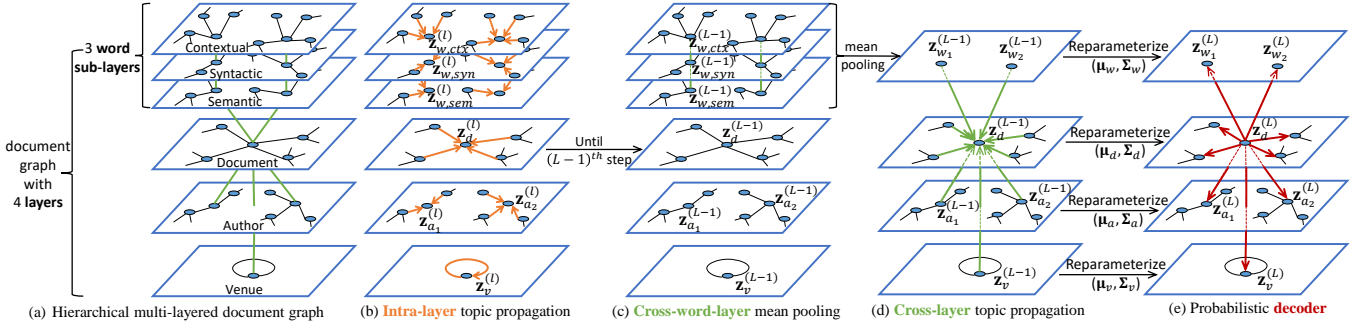 3 word
sub-layers
document
graph
with
4 layers
Contextual
Syntactic
Semantic
Document
Author
Venue
(a) Hierarchical multi-layered document graph
z_{w,ctx}^{(l)}
z_{w,syn}^{(l)}
z_{w,sem}^{(l)}
z_d^{(l)}
z_{a_1}^{(l)}
z_{a_2}^{(l)}
z_v^{(l)}
(b) Intra-layer topic propagation
Until
(L−1)^{th} step
z_{w,ctx}^{(L-1)}
z_{w,syn}^{(L-1)}
z_{w,sem}^{(L-1)}
z_d^{(L-1)}
z_{a_1}^{(L-1)}
z_{a_2}^{(L-1)}
z_v^{(L-1)}
(c) Cross-word-layer mean pooling
mean
pooling
z_{w_1}^{(L-1)}
z_{w_2}^{(L-1)}
z_d^{(L-1)}
z_{a_1}^{(L-1)}
z_{a_2}^{(L-1)}
z_v^{(L-1)}
(d) Cross-layer topic propagation
Reparameterize
(μ_w, Σ_w)
Reparameterize
(μ_d, Σ_d)
Reparameterize
(μ_a, Σ_a)
Reparameterize
(μ_v, Σ_v)
z_{w_1}^{(L)}
z_{w_2}^{(L)}
z_d^{(L)}
z_{a_1}^{(L)}
z_{a_2}^{(L)}
z_v^{(L)}
(e) Probabilistic decoder